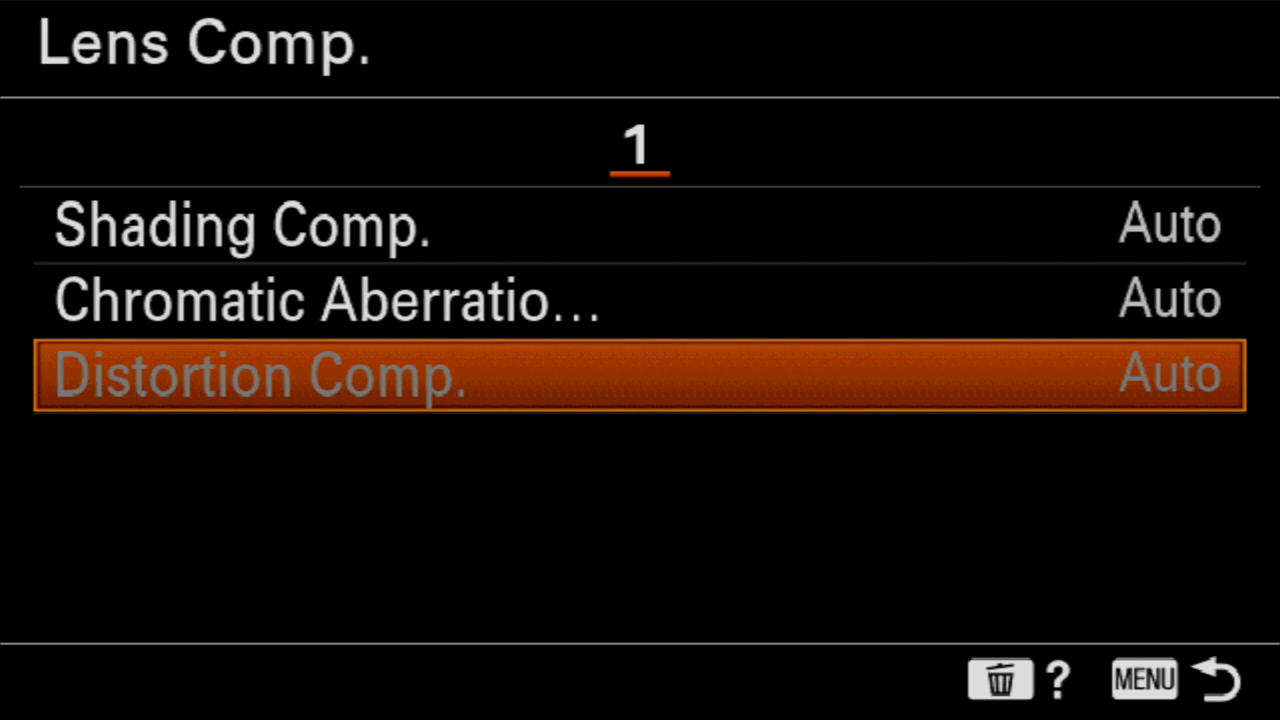 Lens Comp.
1
Shading Comp. Auto
Chromatic Aberratio... Auto
Distortion Comp. Auto
? MENU